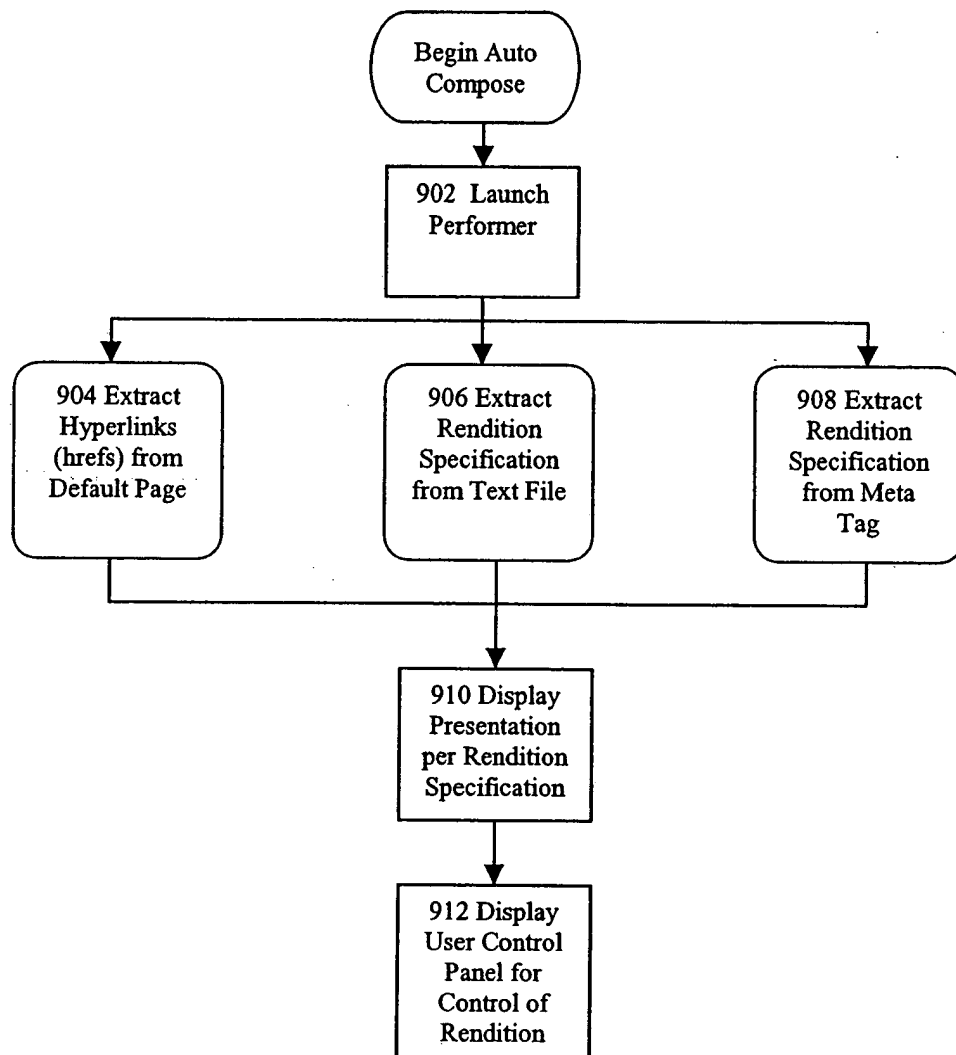 Begin Auto
Compose
902 Launch
Performer
904 Extract
Hyperlinks
(hrefs) from
Default Page
906 Extract
Rendition
Specification
from Text File
908 Extract
Rendition
Specification
from Meta
Tag
910 Display
Presentation
per Rendition
Specification
912 Display
User Control
Panel for
Control of
Rendition